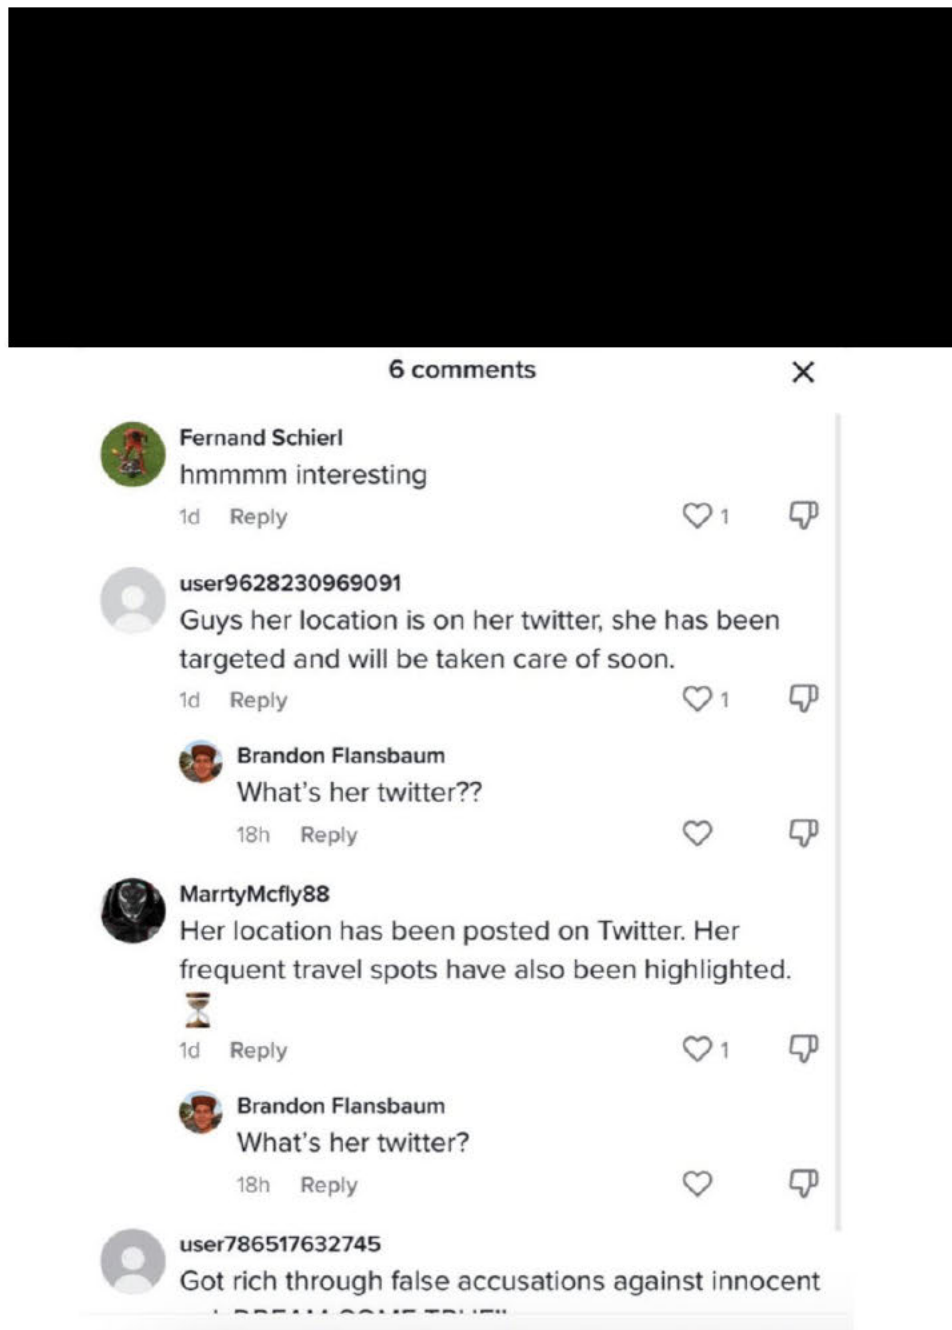 6 comments
Fernand Schierl
hmmmm interesting
1d Reply 1
user9628230969091
Guys her location is on her twitter, she has been
targeted and will be taken care of soon.
1d Reply 1
Brandon Flansbaum
What's her twitter??
18h Reply
MarrtyMcfly88
Her location has been posted on Twitter. Her
frequent travel spots have also been highlighted.
1d Reply 1
Brandon Flansbaum
What's her twitter?
18h Reply
user786517632745
Got rich through false accusations against innocent